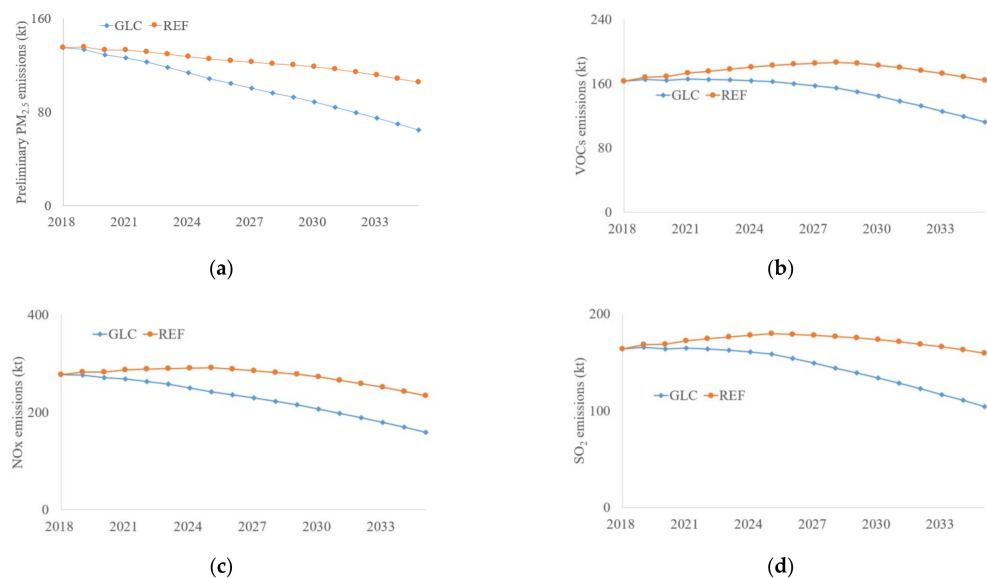 160
GLC REF
Preliminary PM2.5 emissions (kt)
80
0
2018 2021 2024 2027 2030 2033
(a)
240
160
GLC REF
VOCs emissions (kt)
80
0
2018 2021 2024 2027 2030 2033
(b)
400
GLC REF
NOx emissions (kt)
200
0
2018 2021 2024 2027 2030 2033
(c)
200
GLC REF
SO2 emissions (kt)
100
0
2018 2021 2024 2027 2030 2033
(d)